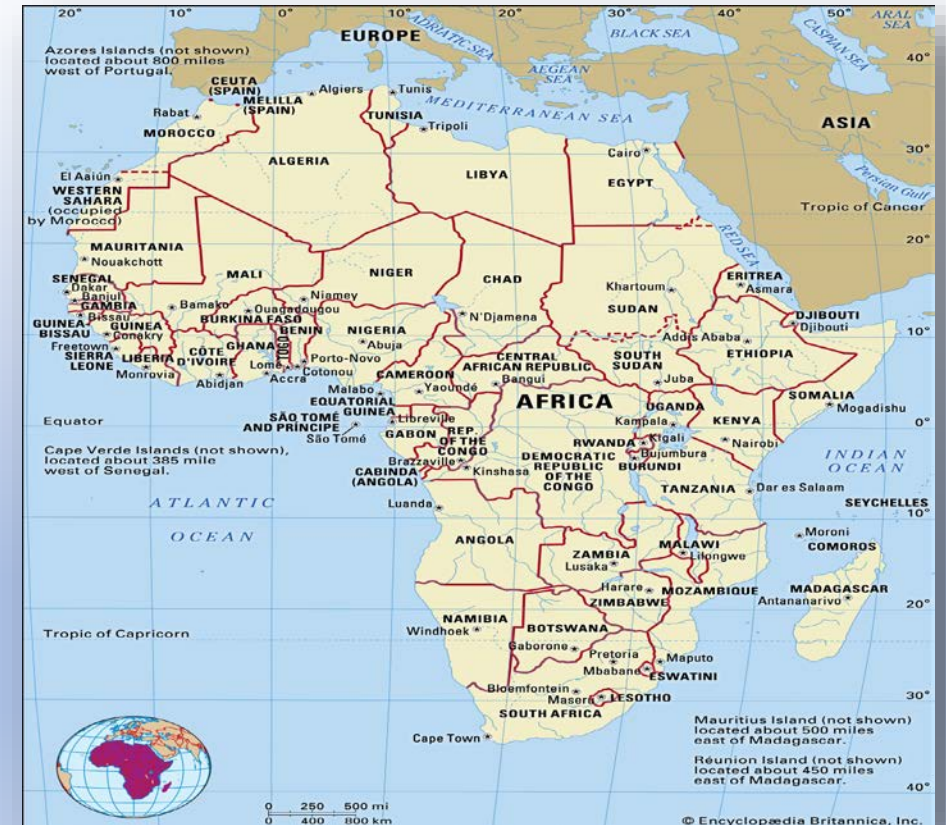 20°
10°
0°
10°
20°
30°
40°
50°
ARAL
SEA
EUROPE
ADRIATIC SEA
BLACK SEA
CASPIAN SEA
Azores Islands (not shown)
located about 800 miles
west of Portugal.
40°
AEGEAN
SEA
CEUTA
(SPAIN)
Algiers
Tunis
MELILLA
(SPAIN)
MEDITERRANEAN SEA
Rabat
TUNISIA
Tripoli
ASIA
MOROCCO
30°
ALGERIA
Cairo
LIBYA
EGYPT
Persian Gulf
El Aaiún
WESTERN
SAHARA
(occupied
by Morocco)
Tropic of Cancer
RED SEA
20°
MAURITANIA
Nouakchott
MALI
NIGER
CHAD
ERITREA
Asmara
SENEGAL
Dakar
Banjul
GAMBIA
Khartoum
SUDAN
Niamey
Bamako
Ouagadougou
BURKINA FASO
N'Djamena
DJIBOUTI
Djibouti
Bissau
GUINEA-
BISSAU
GUINEA
Conakry
BENIN
NIGERIA
Abuja
10°
Addis Ababa
ETHIOPIA
Freetown
SIERRA
LEONE
LIBERIA
Monrovia
CÔTE
D'IVOIRE
Abidjan
GHANA
TOGO
Lomé
Accra
Porto-Novo
Cotonou
CENTRAL
AFRICAN REPUBLIC
Bangui
SOUTH
SUDAN
Juba
CAMEROON
Yaoundé
Malabo
EQUATORIAL
GUINEA
AFRICA
SOMALIA
Mogadishu
UGANDA
Kampala
KENYA
Nairobi
Equator
0°
SÃO TOMÉ
AND PRÍNCIPE
São Tomé
Libreville
GABON
REP.
OF THE
CONGO
Brazzaville
Kinshasa
DEMOCRATIC
REPUBLIC
OF THE
CONGO
RWANDA
Kigali
Bujumbura
BURUNDI
INDIAN
OCEAN
Cape Verde Islands (not shown),
located about 385 mile
west of Senegal.
CABINDA
(ANGOLA)
TANZANIA
Dar es Salaam
SEYCHELLES
ATLANTIC
OCEAN
Luanda
10°
ANGOLA
ZAMBIA
Lusaka
MALAWI
Lilongwe
Moroni
COMOROS
Harare
ZIMBABWE
MOZAMBIQUE
MADAGASCAR
Antananarivo
20°
NAMIBIA
Windhoek
BOTSWANA
Gaborone
Pretoria
Maputo
Mbabane
ESWATINI
Tropic of Capricorn
Bloemfontein
Maseru
LESOTHO
30°
SOUTH AFRICA
Cape Town
Mauritius Island (not shown)
located about 500 miles
east of Madagascar.
Réunion Island (not shown)
located about 450 miles
east of Madagascar.
40°
0 250 500 mi
0 400 800 km
© Encyclopædia Britannica, Inc.